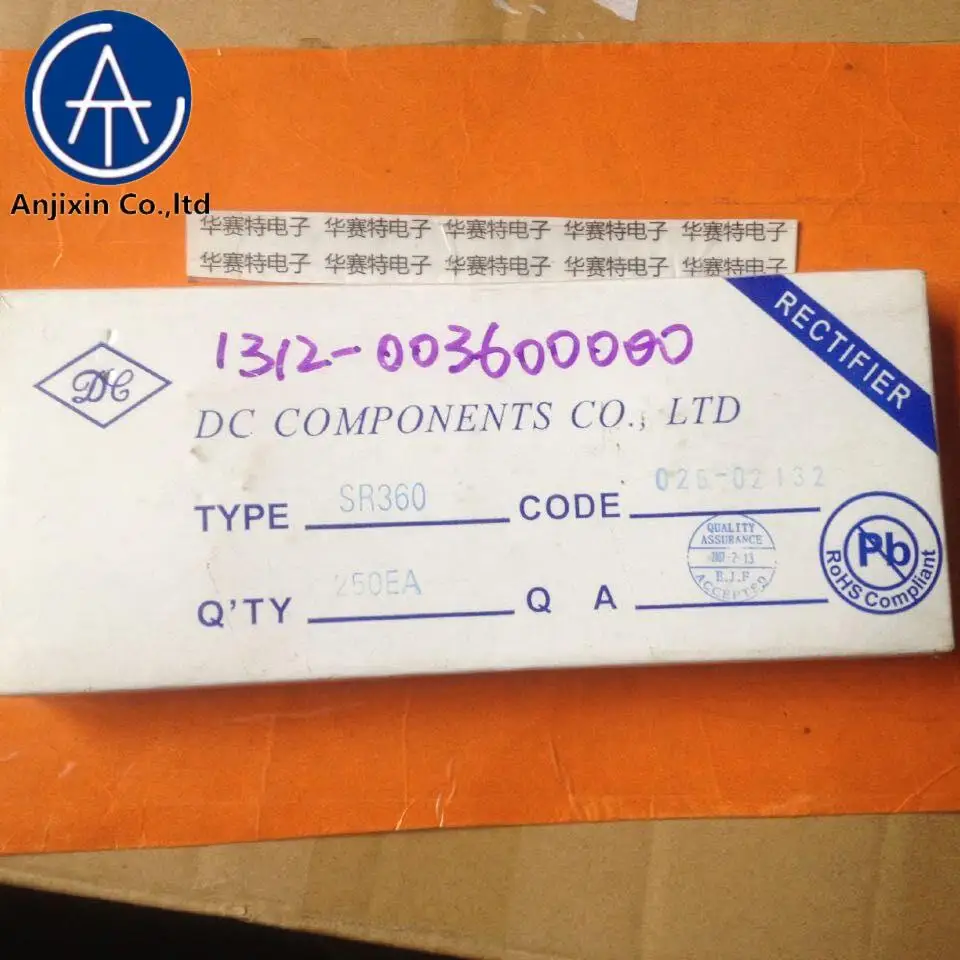 CAT
Anjixin Co.,ltd
华赛特电子 华赛特电子 华赛特电子 华赛特电子 华赛特电子
华赛特电子 华赛特电子 华赛特电子 华赛特电子 华赛特电子
RECTIFIER
1312-003600000
DC
DC COMPONENTS CO., LTD
TYPE SR360 CODE 026-02132
QUALITY
ASSURANCE
E.J.F
ACCEPTED
Q'TY 250EA Q A
Pb
RoHS Compliant